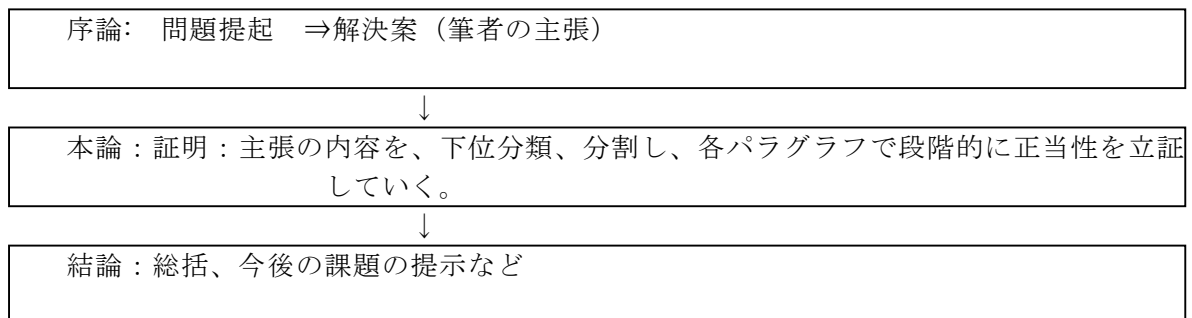 序論:　問題提起　⇒解決案（筆者の主張）
↓
本論：証明：主張の内容を、下位分類、分割し、各パラグラフで段階的に正当性を立証
していく。
↓
結論：総括、今後の課題の提示など